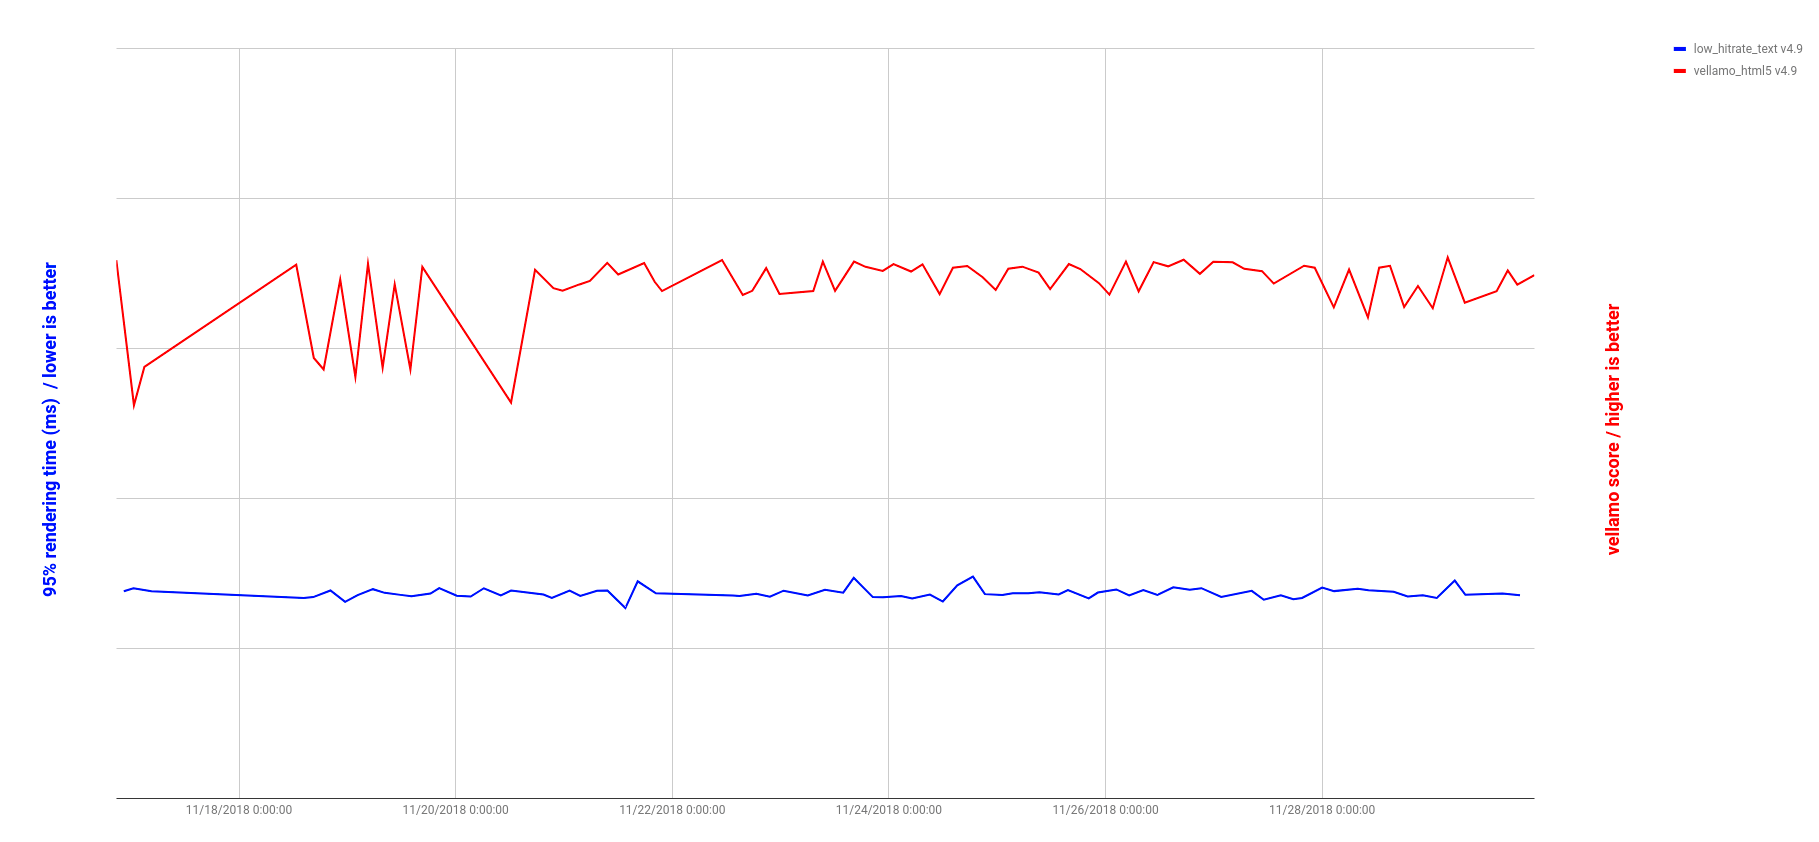 low_hitrate_text v4.9
vellamo_html5 v4.9
95% rendering time (ms)  / lower is better
vellamo score / higher is better
11/18/2018 0:00:00
11/20/2018 0:00:00
11/22/2018 0:00:00
11/24/2018 0:00:00
11/26/2018 0:00:00
11/28/2018 0:00:00